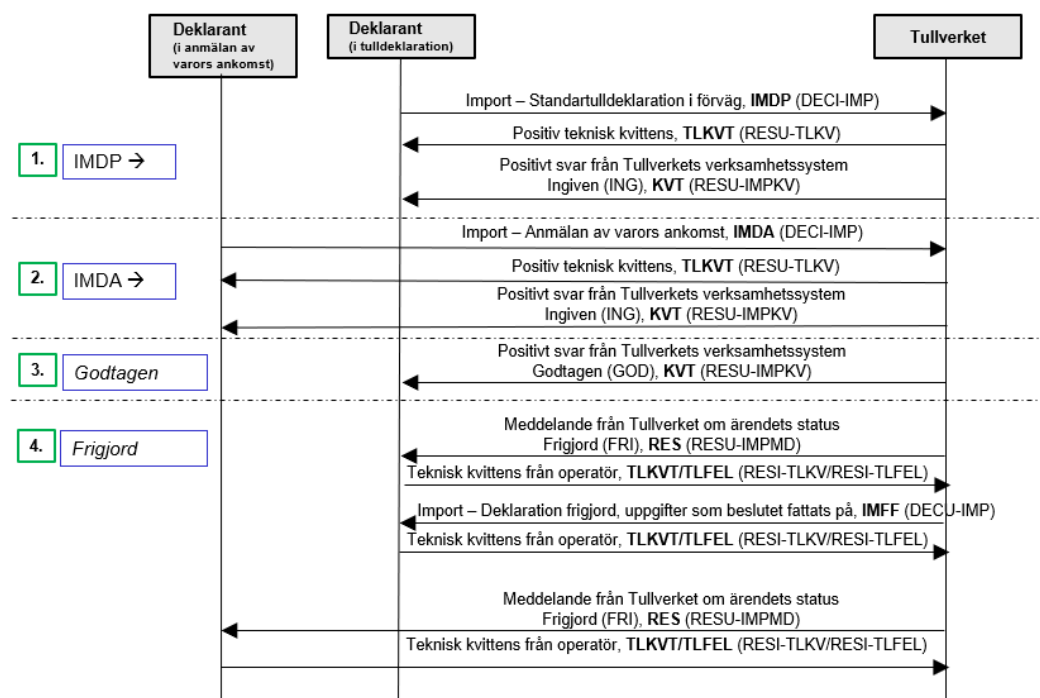 Deklarant
(i anmälan av
varors ankomst)
Deklarant
(i tulldeklaration)
Tullverket
Import – Standartulldeklaration i förväg, IMDP (DECI-IMP)
Positiv teknisk kvittens, TLKVT (RESU-TLKV)
1.
IMDP →
Positivt svar från Tullverkets verksamhetssystem
Ingiven (ING), KVT (RESU-IMPKV)
Import – Anmälan av varors ankomst, IMDA (DECI-IMP)
2.
IMDA →
Positiv teknisk kvittens, TLKVT (RESU-TLKV)
Positivt svar från Tullverkets verksamhetssystem
Ingiven (ING), KVT (RESU-IMPKV)
3.
Godtagen
Positivt svar från Tullverkets verksamhetssystem
Godtagen (GOD), KVT (RESU-IMPKV)
4.
Frigjord
Meddelande från Tullverket om ärendets status
Frigjord (FRI), RES (RESU-IMPMD)
Teknisk kvittens från operatör, TLKVT/TLFEL (RESI-TLKV/RESI-TLFEL)
Import – Deklaration frigjord, uppgifter som beslutet fattats på, IMFF (DECU-IMP)
Teknisk kvittens från operatör, TLKVT/TLFEL (RESI-TLKV/RESI-TLFEL)
Meddelande från Tullverket om ärendets status
Frigjord (FRI), RES (RESU-IMPMD)
Teknisk kvittens från operatör, TLKVT/TLFEL (RESI-TLKV/RESI-TLFEL)